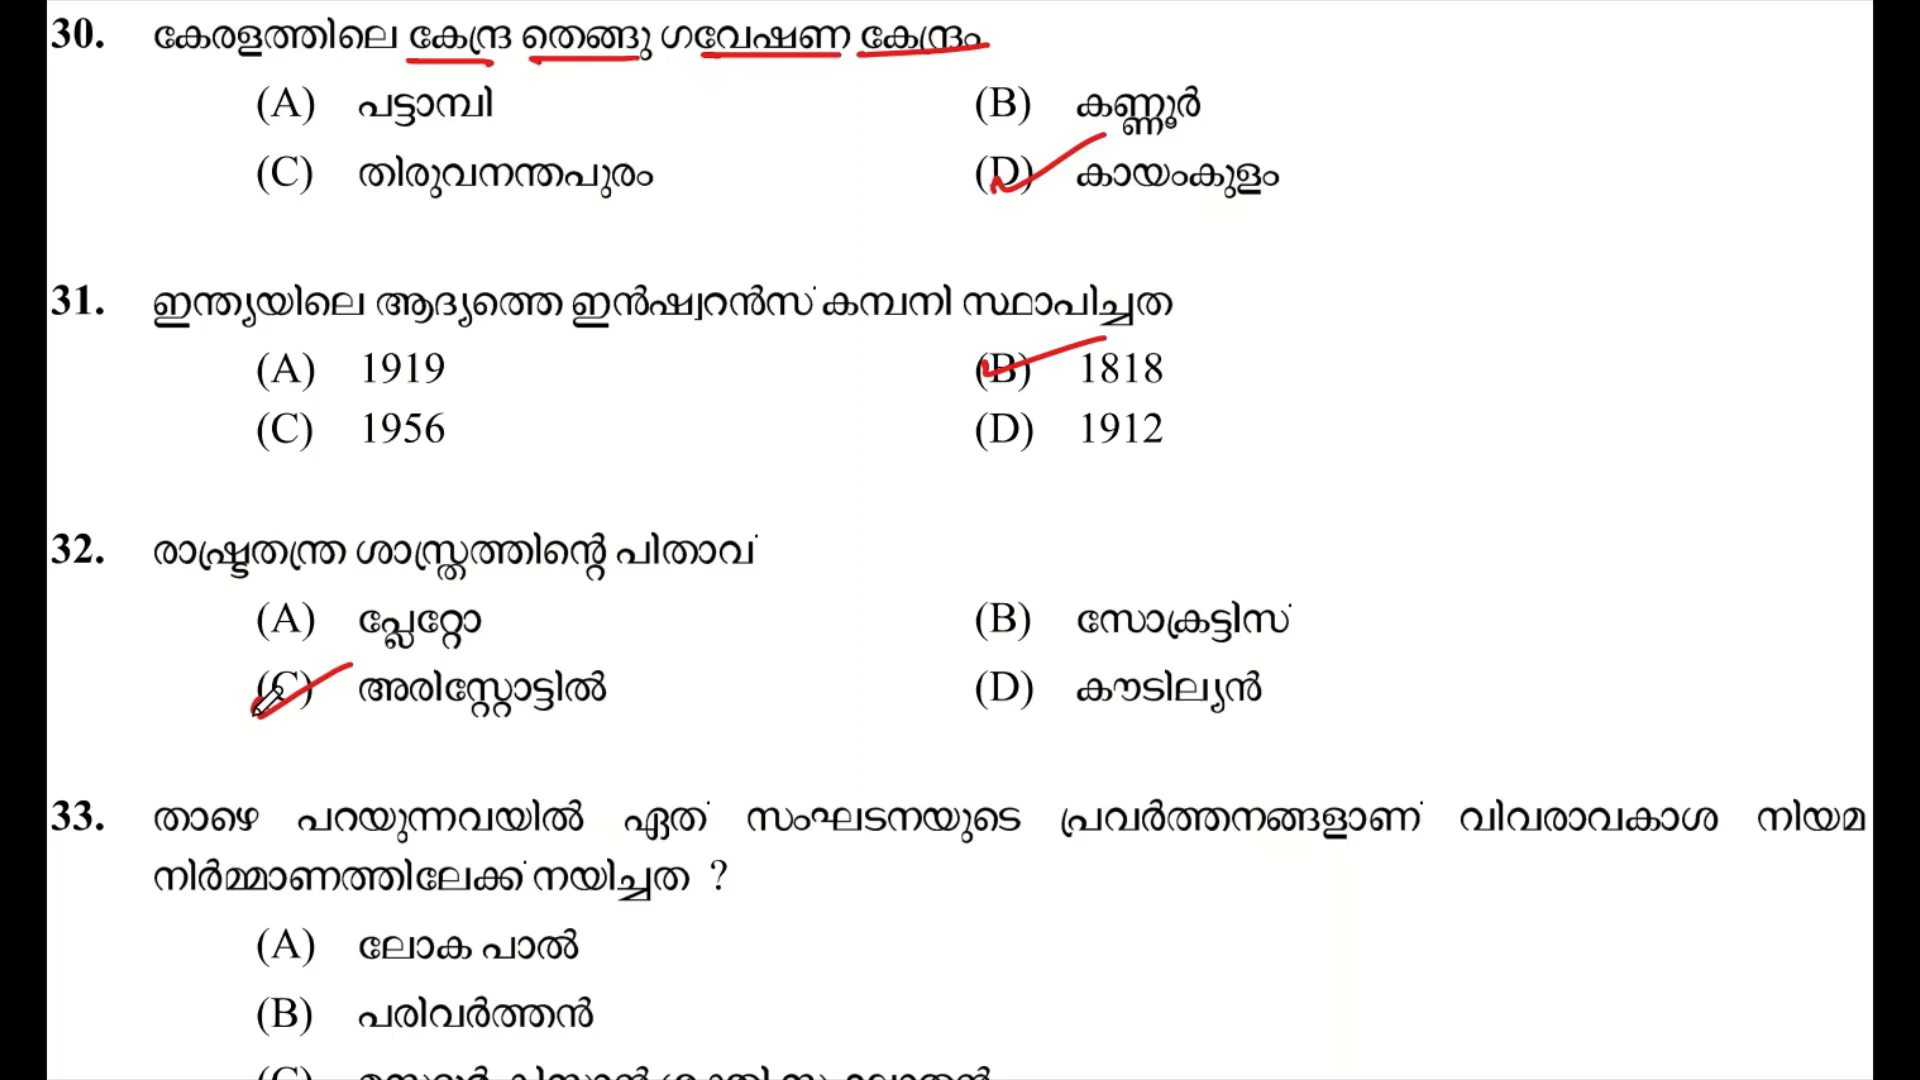 30. കേരളത്തിലെ കേന്ദ്ര തെങ്ങു ഗവേഷണ കേന്ദ്രം
(A) പട്ടാമ്പി (B) കണ്ണൂർ
(C) തിരുവനന്തപുരം (D) കായംകുളം
31. ഇന്ത്യയിലെ ആദ്യത്തെ ഇൻഷ്വറൻസ് കമ്പനി സ്ഥാപിച്ചത
(A) 1919 (B) 1818
(C) 1956 (D) 1912
32. രാഷ്ട്രതന്ത്ര ശാസ്ത്രത്തിന്റെ പിതാവ്
(A) പ്ലേറ്റോ (B) സോക്രട്ടിസ്
(C) അരിസ്റ്റോട്ടിൽ (D) കൗടില്യൻ
33. താഴെ പറയുന്നവയിൽ ഏത് സംഘടനയുടെ പ്രവർത്തനങ്ങളാണ് വിവരാവകാശ നിയമ
നിർമ്മാണത്തിലേക്ക് നയിച്ചത ?
(A) ലോക പാൽ
(B) പരിവർത്തൻ